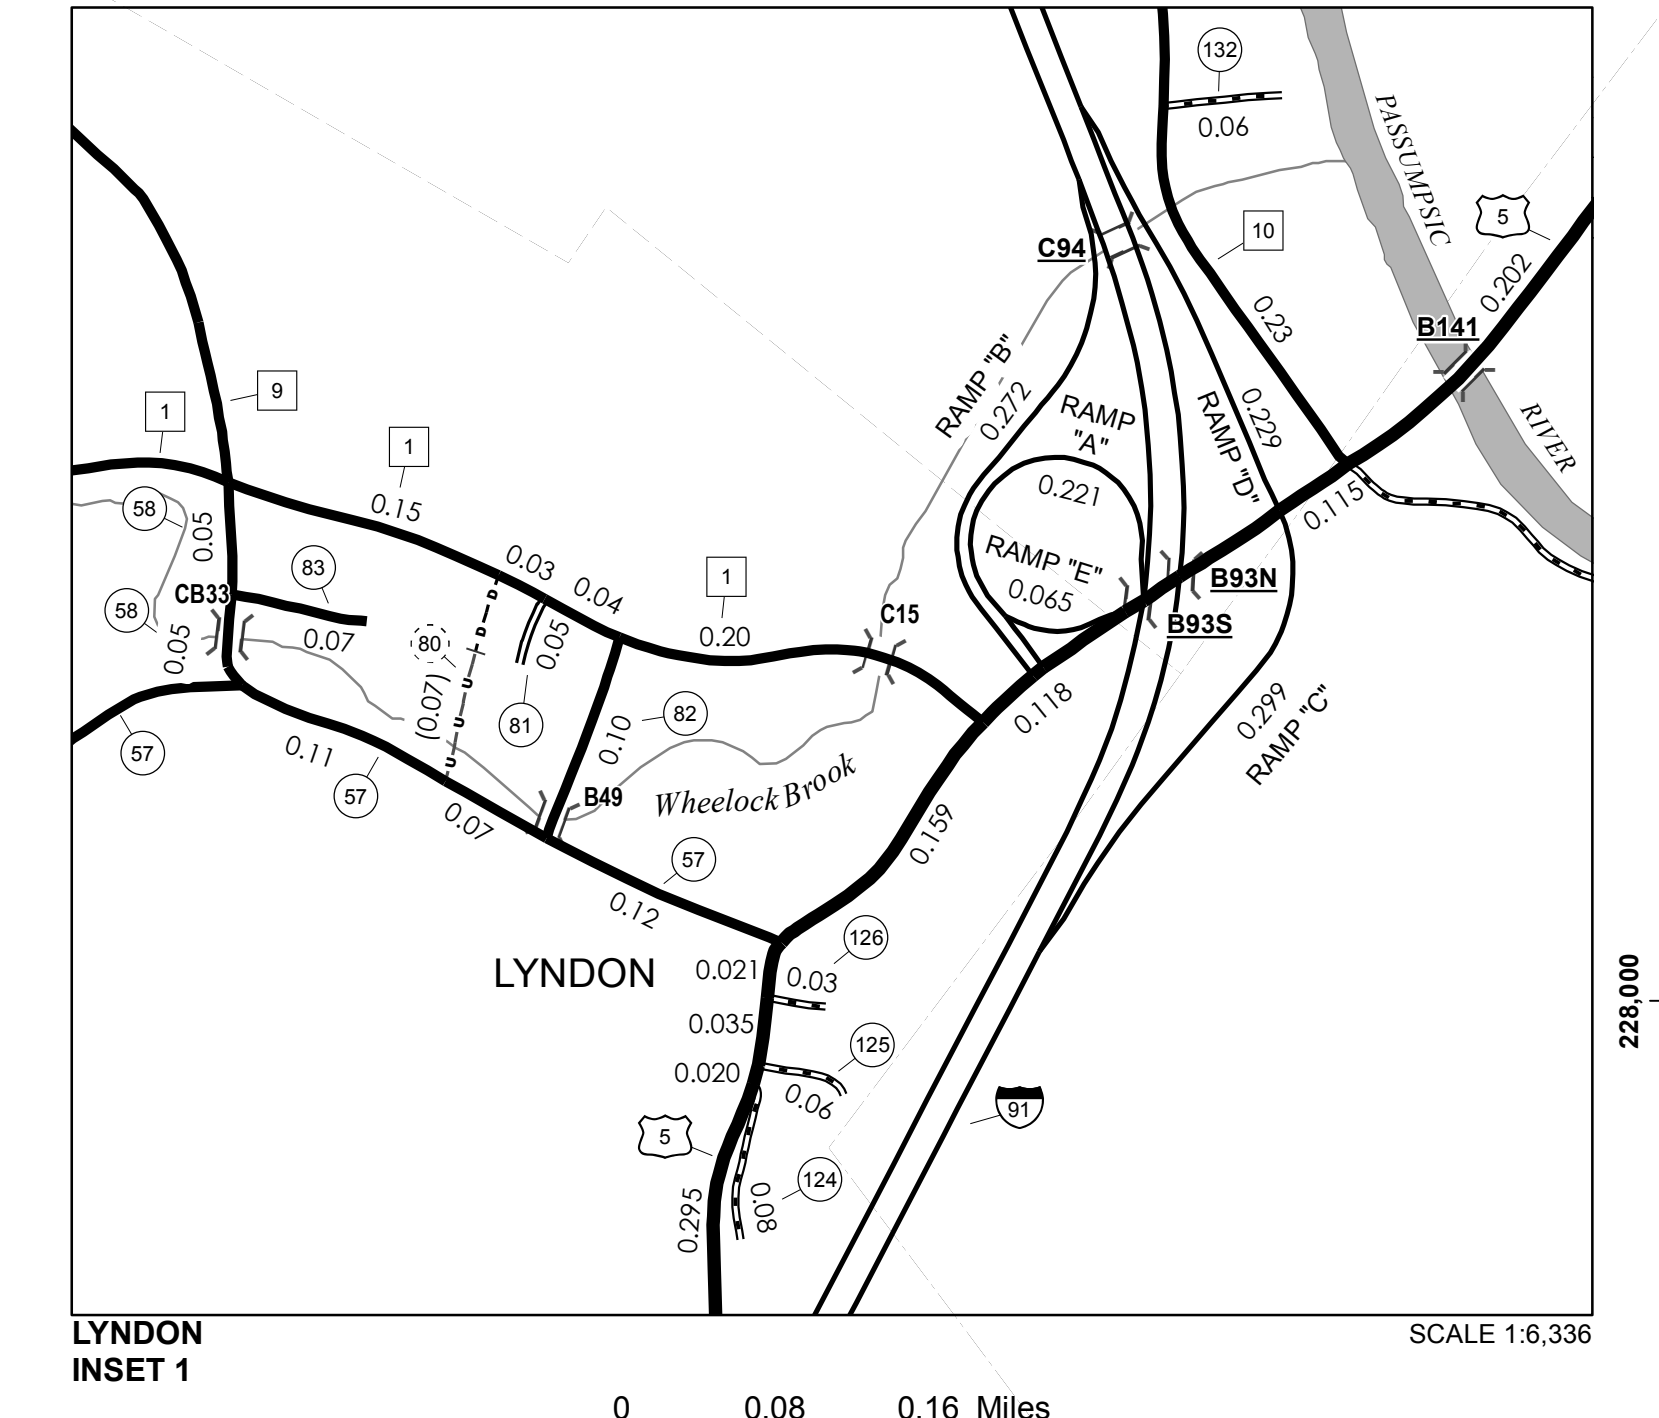 132
0.06
PASSUMPSIC
5
10
C94
0.202
0.23
B141
RAMP "B"
0.272
9
1
1
RAMP
"A"
RAMP "D"
0.229
RIVER
0.221
0.115
58
0.05
0.15
83
0.03
0.04
1
RAMP "E"
0.065
B93N
CB33
58
C15
B93S
0.05
0.07
80
0.05
0.20
(0.07)
D
D
U
U
U
U
81
82
0.10
0.118
0.299
RAMP "C"
57
0.11
57
Wheelock Brook
B49
0.07
0.159
57
0.12
126
LYNDON
0.021
0.03
0.035
125
0.020
0.06
91
5
124
0.295
0.08
228,000
LYNDON
INSET 1
SCALE 1:6,336
0 0.08 0.16 Miles